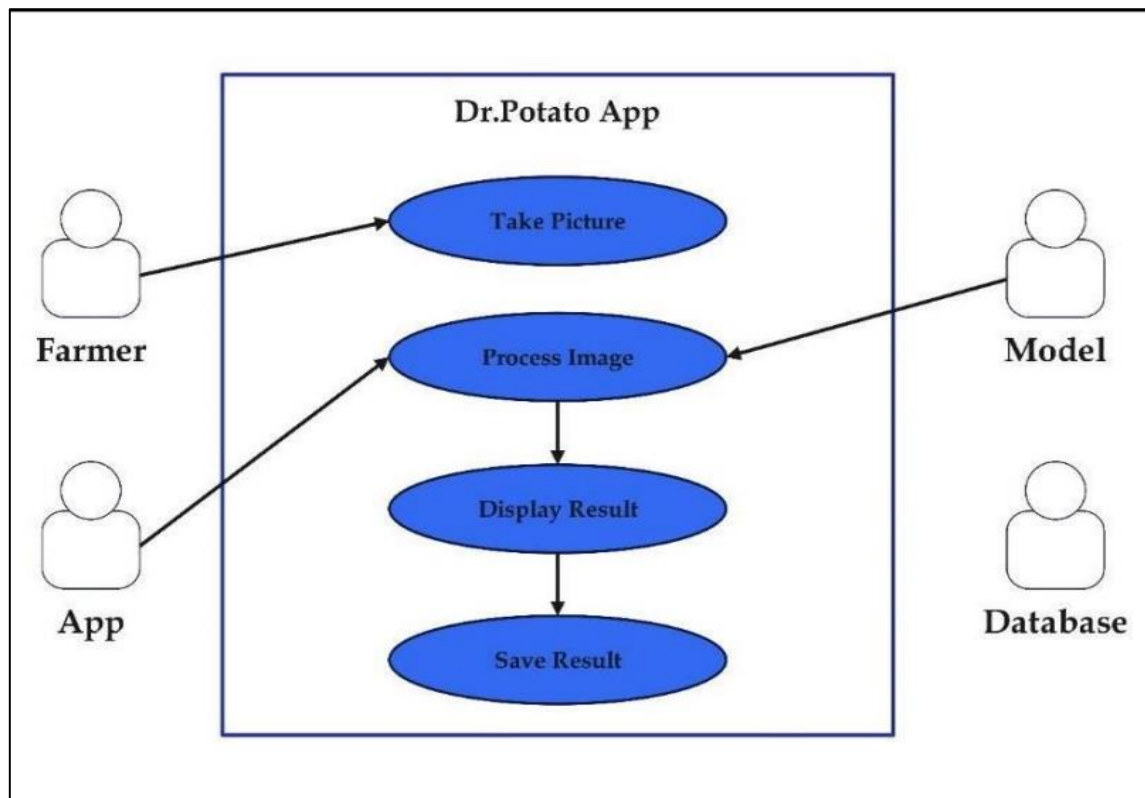 Dr.Potato App
Take Picture
Farmer
Process Image
Model
Display Result
App
Database
Save Result